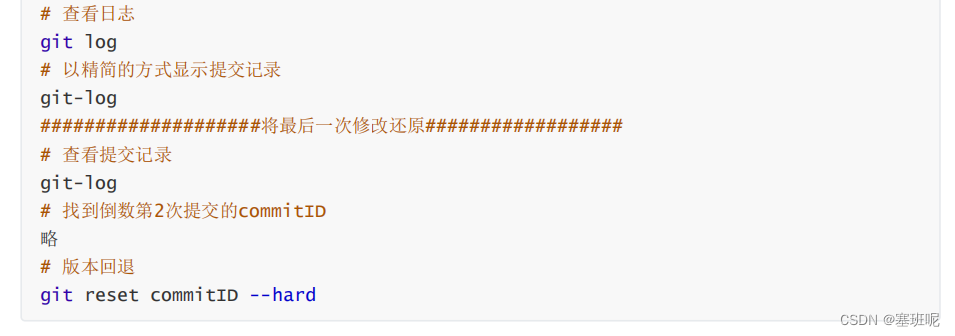 # 查看日志
git log
# 以精简的方式显示提交记录
git-log
####################将最后一次修改还原##################
# 查看提交记录
git-log
# 找到倒数第2次提交的commitID
略
# 版本回退
git reset commitID --hard
CSDN @塞班呢